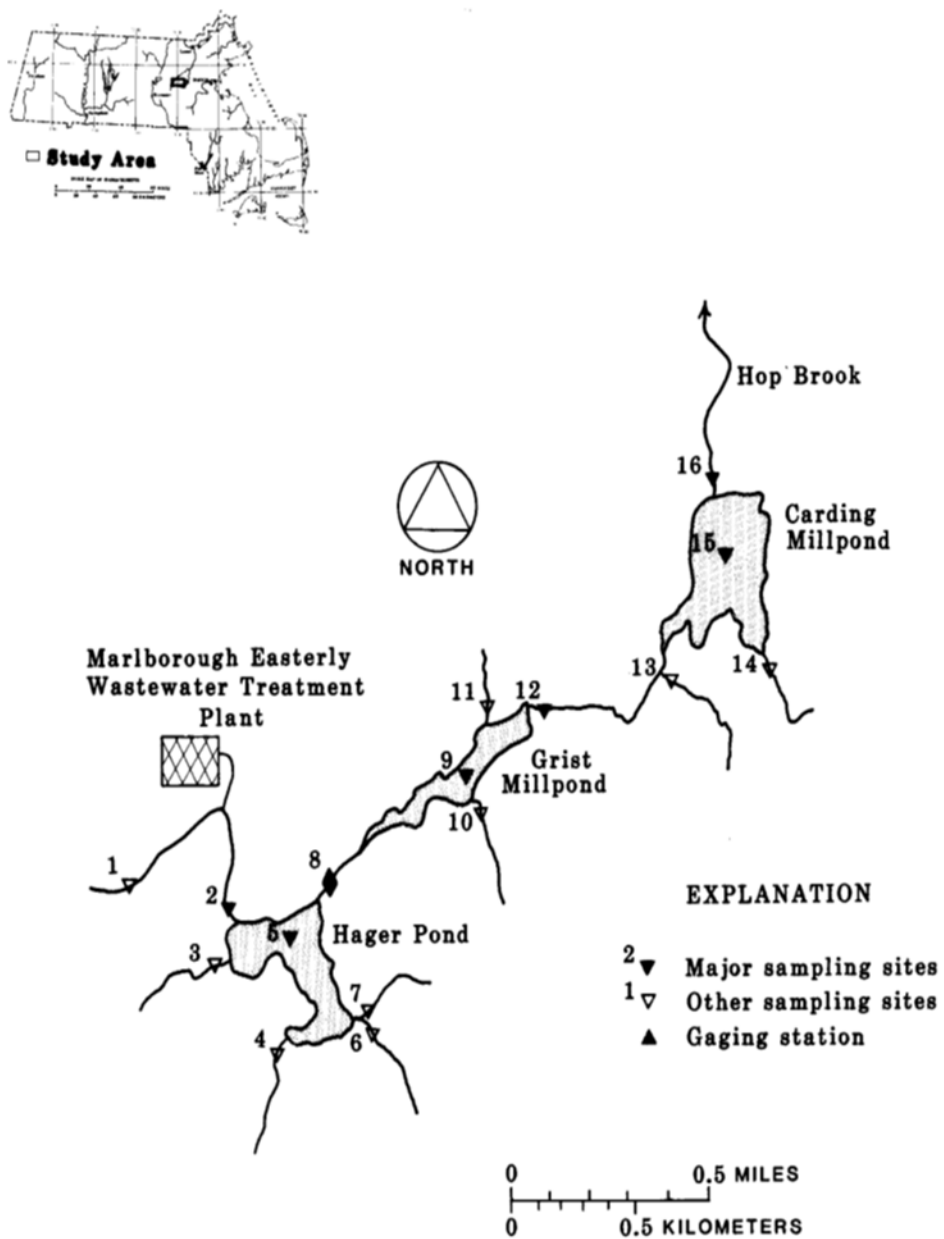 Study Area
Hop Brook
16
Carding
Millpond
15
NORTH
Marlborough Easterly
Wastewater Treatment
Plant
13
14
11
12
9
Grist
Millpond
10
1
8
2
EXPLANATION
5
Hager Pond
3
2 Major sampling sites
7
1 Other sampling sites
4
6
Gaging station
0 0.5 MILES
0 0.5 KILOMETERS